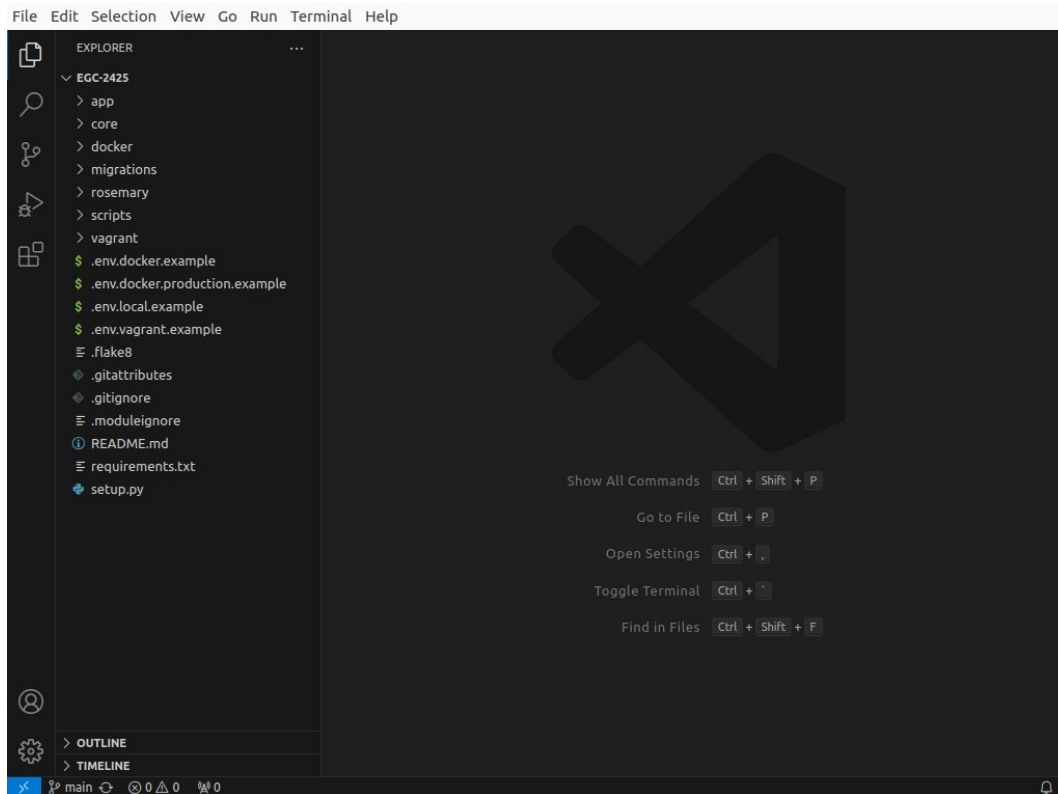 File Edit Selection View Go Run Terminal Help
EXPLORER ...
EGC-2425
app
core
docker
migrations
rosemary
scripts
vagrant
$ .env.docker.example
$ .env.docker.production.example
$ .env.local.example
$ .env.vagrant.example
.flake8
.gitattributes
.gitignore
.moduleignore
README.md
requirements.txt
setup.py
Show All Commands Ctrl + Shift + P
Go to File Ctrl + P
Open Settings Ctrl + ,
Toggle Terminal Ctrl + `
Find in Files Ctrl + Shift + F
OUTLINE
TIMELINE
main 0 0 0